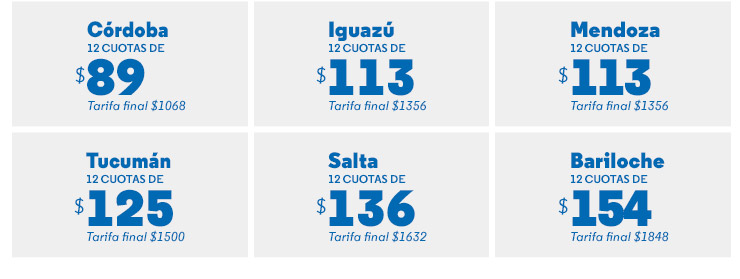 Córdoba
12 CUOTAS DE
$89
Tarifa final $1068
Iguazú
12 CUOTAS DE
$113
Tarifa final $1356
Mendoza
12 CUOTAS DE
$113
Tarifa final $1356
Tucumán
12 CUOTAS DE
$125
Tarifa final $1500
Salta
12 CUOTAS DE
$136
Tarifa final $1632
Bariloche
12 CUOTAS DE
$154
Tarifa final $1848